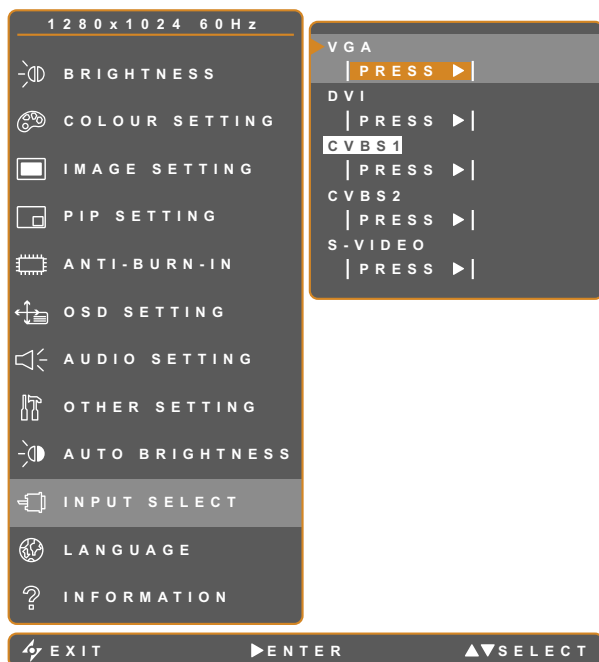 1280x1024 60Hz
BRIGHTNESS
COLOUR SETTING
IMAGE SETTING
PIP SETTING
ANTI-BURN-IN
OSD SETTING
AUDIO SETTING
OTHER SETTING
AUTO BRIGHTNESS
INPUT SELECT
LANGUAGE
INFORMATION
VGA
PRESS ▶
DVI
PRESS ▶
CVBS1
PRESS ▶
CVBS2
PRESS ▶
S-VIDEO
PRESS ▶
EXIT ▶ENTER ▲▼SELECT